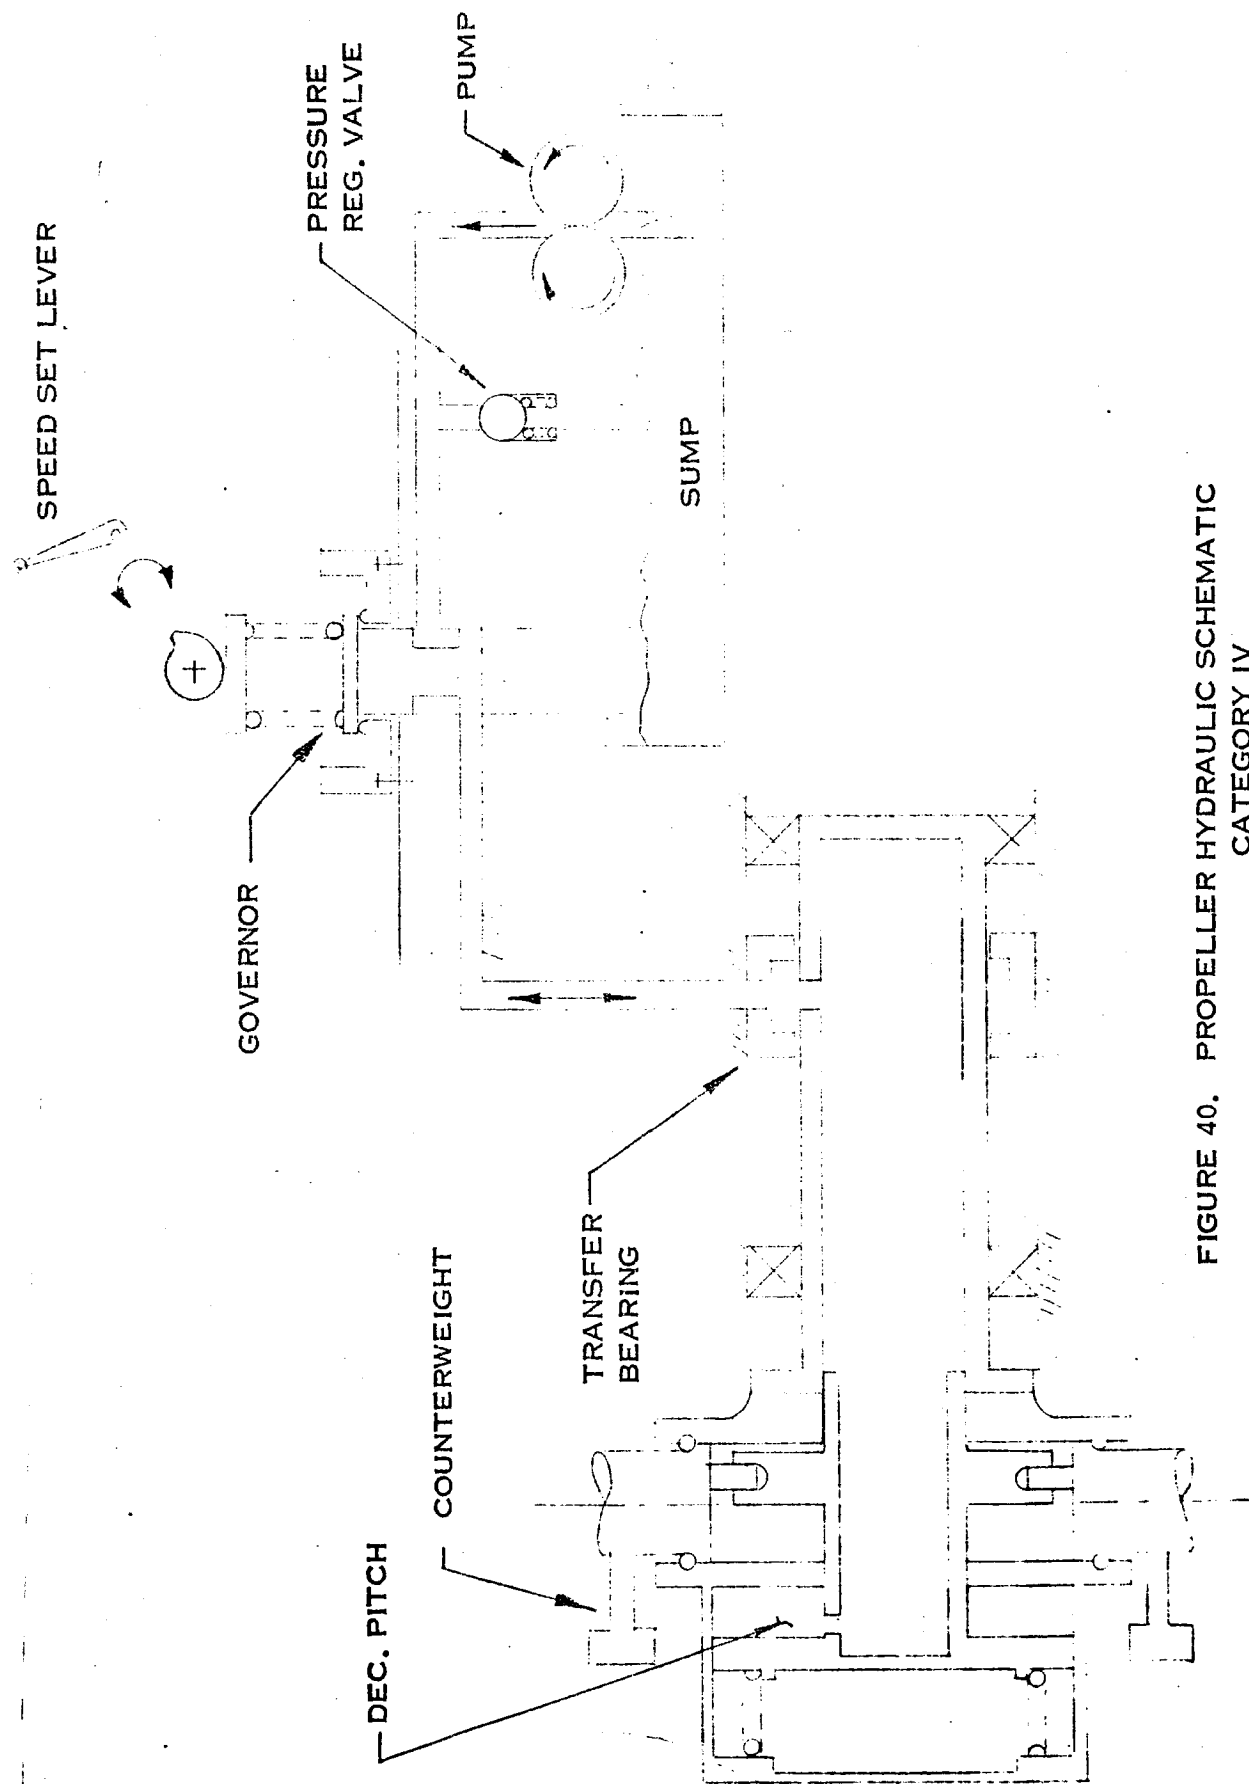 SPEED SET LEVER
PRESSURE
REG. VALVE
PUMP
GOVERNOR
SUMP
TRANSFER
BEARING
COUNTERWEIGHT
DEC. PITCH
FIGURE 40. PROPELLER HYDRAULIC SCHEMATIC
CATEGORY IV